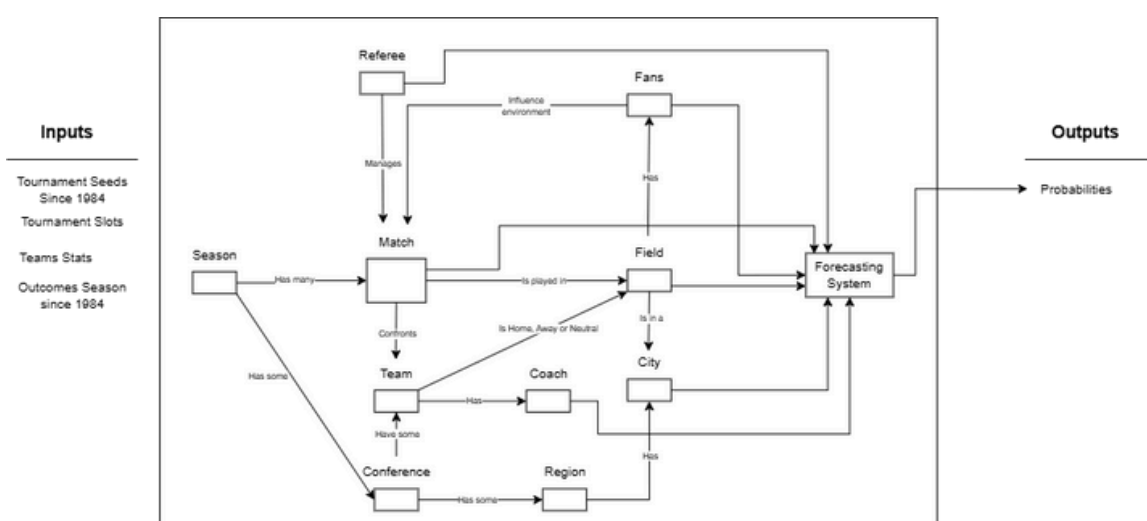 Referee
Fans
Influence
environment
Inputs
Outputs
Manages
Has
Tournament Seeds
Since 1984
Probabilities
Tournament Slots
Match
Season
Field
Teams Stats
Forecasting
System
Has many
Is played in
Outcomes Season
since 1984
Is in a
Confronts
Is Home, Away or Neutral
City
Team
Coach
Has some
Has
Have some
Has
Conference
Region
Has some